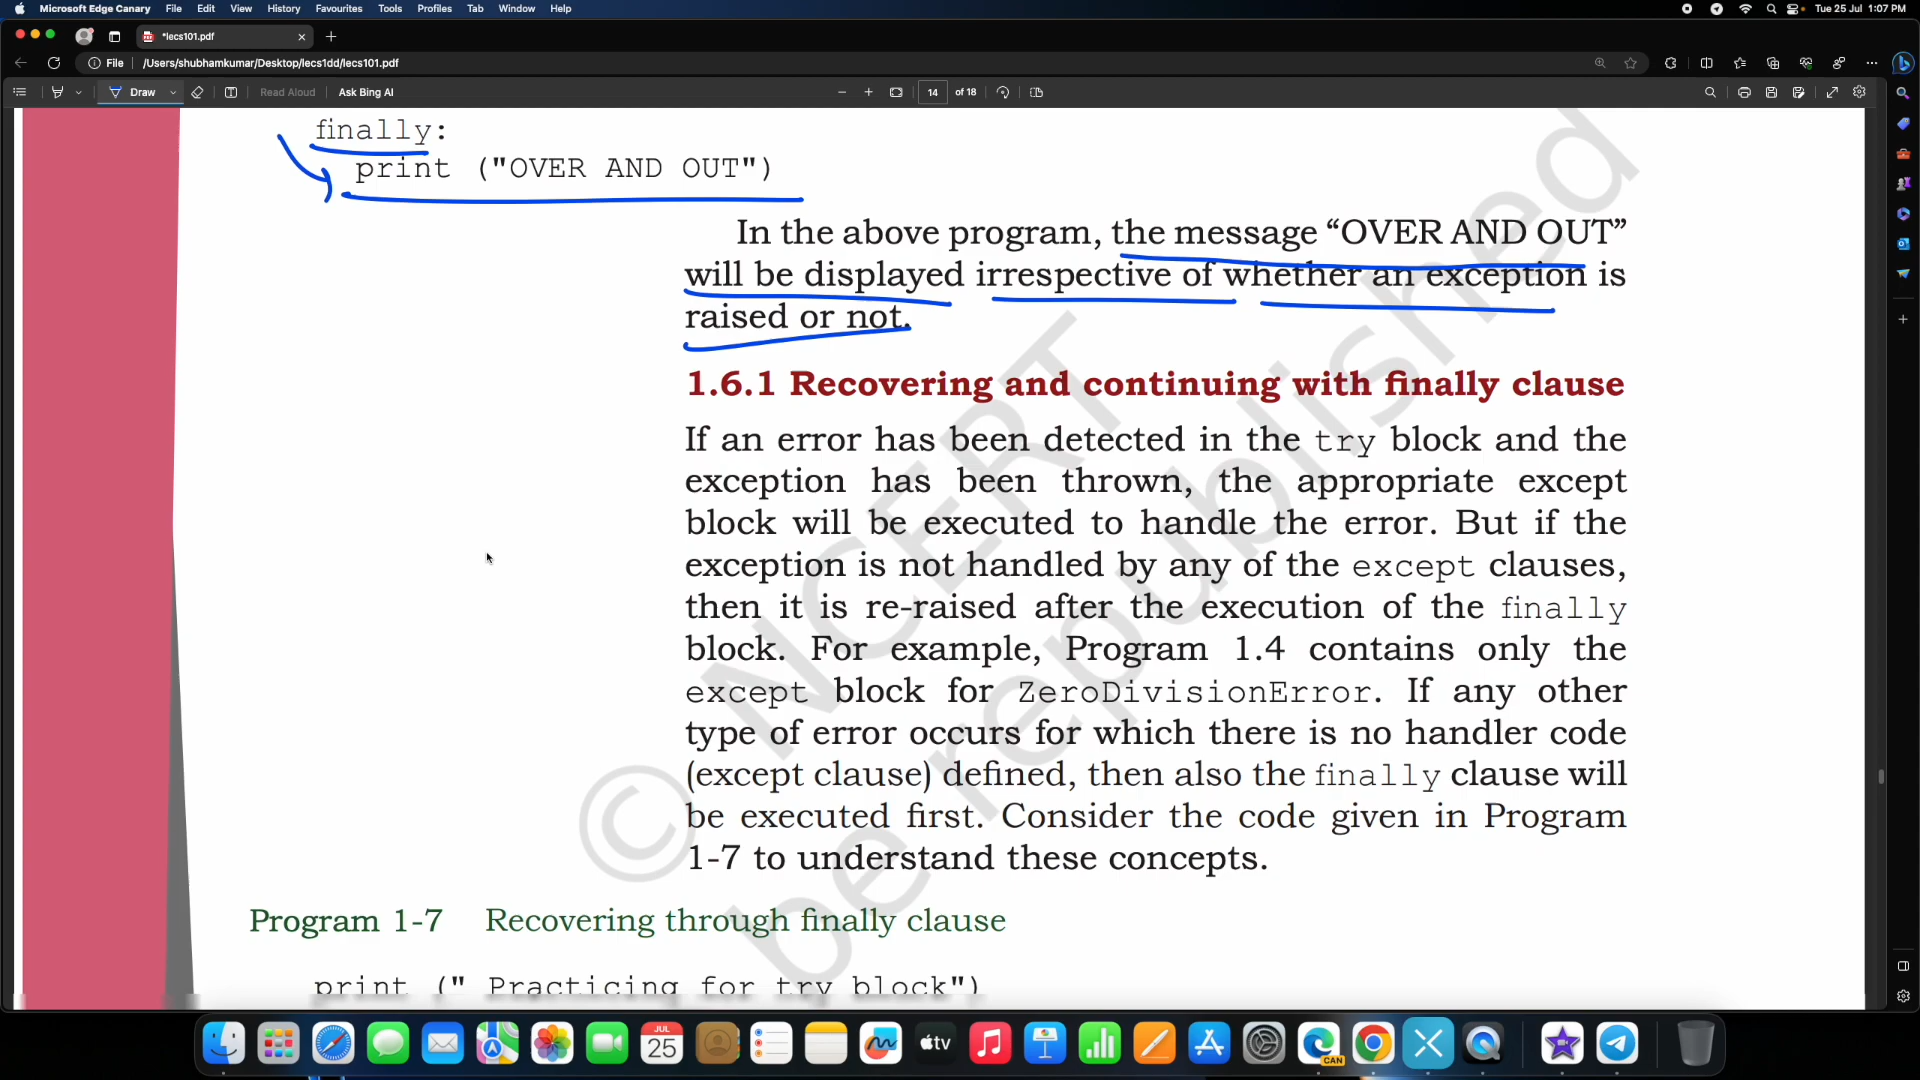 Microsoft Edge Canary File Edit View History Favourites Tools Profiles Tab Window Help Tue 25 Jul 1:07 PM
*lecs101.pdf
File /Users/shubhamkumar/Desktop/lecs1dd/lecs101.pdf
Draw Read Aloud Ask Bing AI 14 of 18
finally:
print ("OVER AND OUT")
In the above program, the message “OVER AND OUT”
will be displayed irrespective of whether an exception is
raised or not.
1.6.1 Recovering and continuing with finally clause
If an error has been detected in the try block and the
exception has been thrown, the appropriate except
block will be executed to handle the error. But if the
exception is not handled by any of the except clauses,
then it is re-raised after the execution of the finally
block. For example, Program 1.4 contains only the
except block for ZeroDivisionError. If any other
type of error occurs for which there is no handler code
(except clause) defined, then also the finally clause will
be executed first. Consider the code given in Program
1-7 to understand these concepts.
Program 1-7 Recovering through finally clause
print (" Practicing for try block")
© NCERT
be republished
JUL
25
tv
CAN